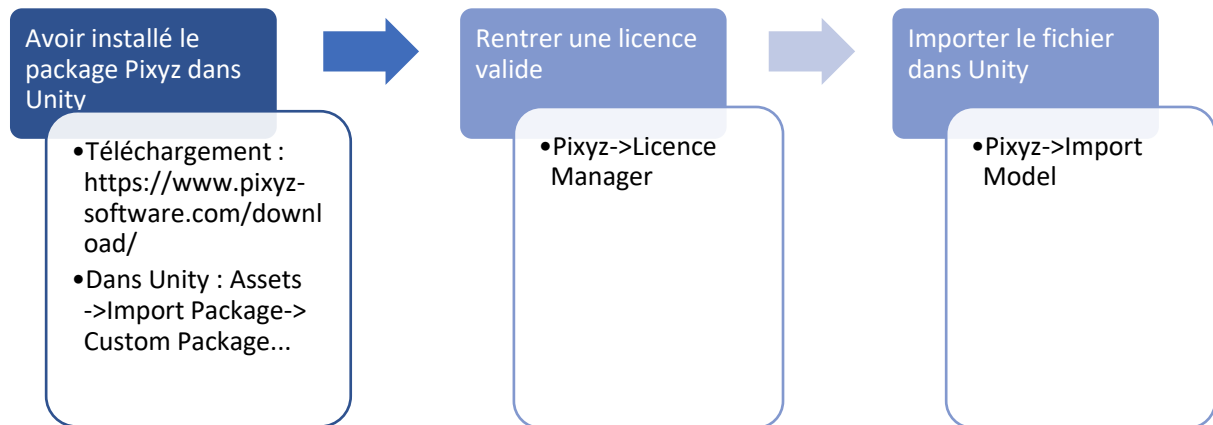 Avoir installé le
package Pixyz dans
Unity
•Téléchargement :
https://www.pixyz-
software.com/downl
oad/
•Dans Unity : Assets
->Import Package->
Custom Package...
Rentrer une licence
valide
•Pixyz->Licence
Manager
Importer le fichier
dans Unity
•Pixyz->Import
Model